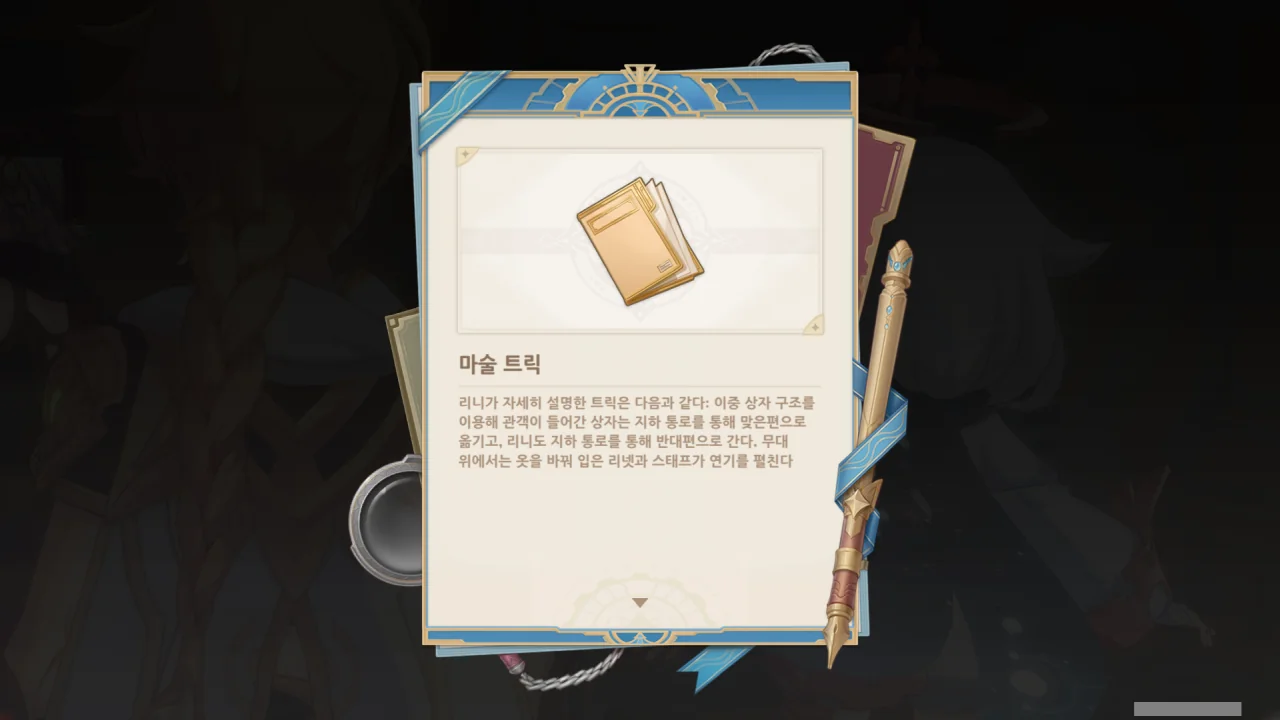 마술 트릭
리니가 자세히 설명한 트릭은 다음과 같다: 이중 상자 구조를
이용해 관객이 들어간 상자는 지하 통로를 통해 맞은편으로
옮기고, 리니도 지하 통로를 통해 반대편으로 간다. 무대
위에서는 옷을 바꿔 입은 리넷과 스태프가 연기를 펼친다